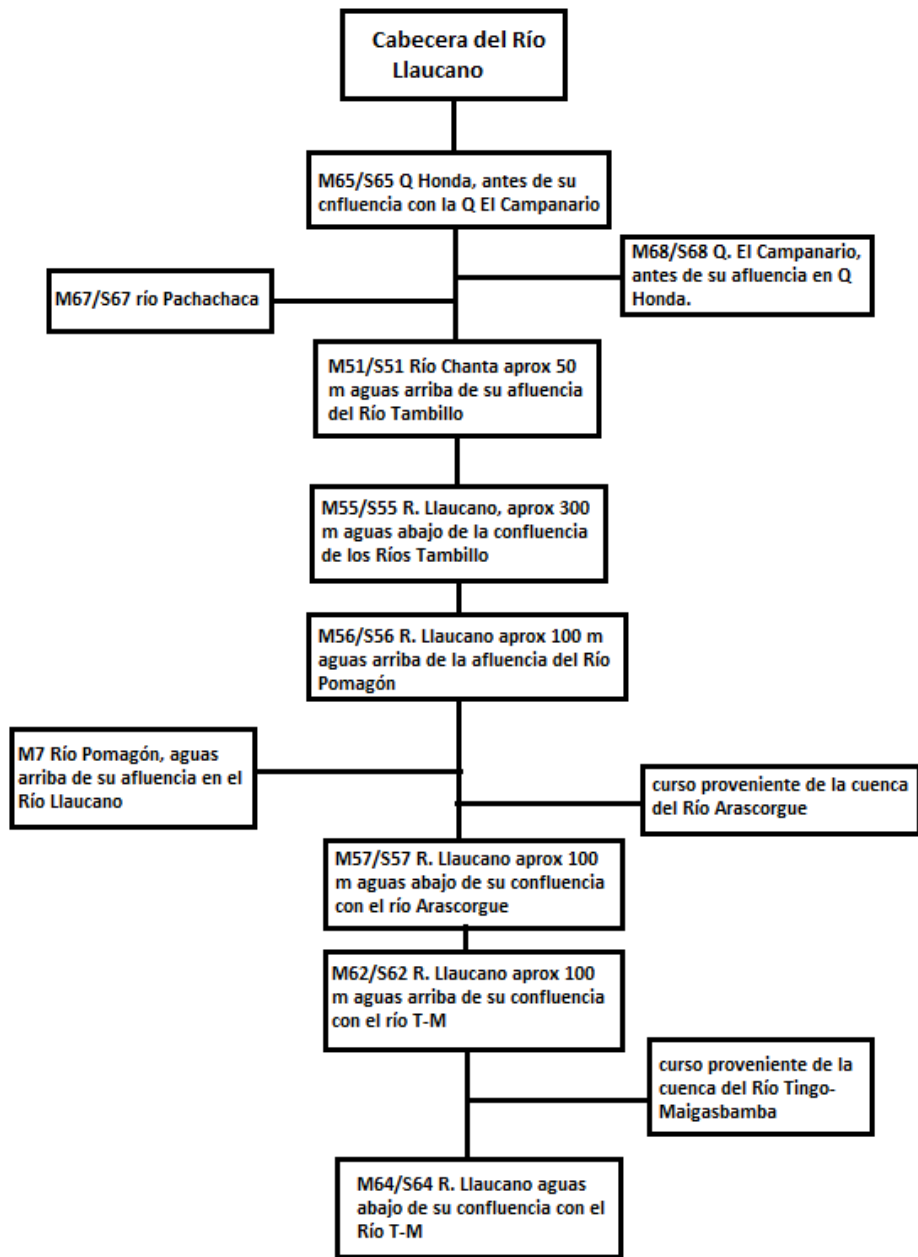 Cabecera del Río
Llaucano
M65/S65 Q Honda, antes de su
cnfluencia con la Q El Campanario
M68/S68 Q. El Campanario,
antes de su afluencia en Q
Honda.
M67/S67 río Pachachaca
M51/S51 Río Chanta aprox 50
m aguas arriba de su afluencia
del Río Tambillo
M55/S55 R. Llaucano, aprox 300
m aguas abajo de la confluencia
de los Ríos Tambillo
M56/S56 R. Llaucano aprox 100 m
aguas arriba de la afluencia del Río
Pomagón
M7 Río Pomagón, aguas
arriba de su afluencia en el
Río Llaucano
curso proveniente de la cuenca
del Río Arascorgue
M57/S57 R. Llaucano aprox 100
m aguas abajo de su confluencia
con el río Arascorgue
M62/S62 R. Llaucano aprox 100
m aguas arriba de su confluencia
con el río T-M
curso proveniente de la
cuenca del Río Tingo-
Maigasbamba
M64/S64 R. Llaucano aguas
abajo de su confluencia con el
Río T-M